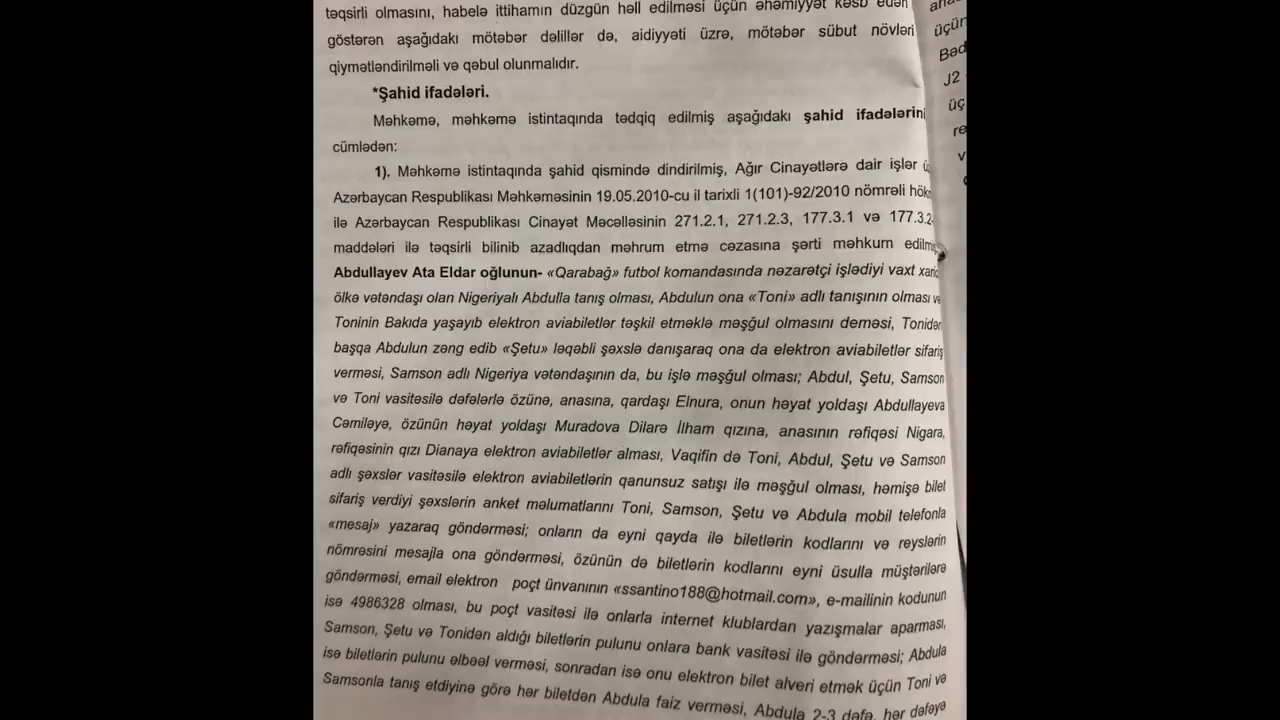 təqsirli olmasını, habelə ittihamın düzgün həll edilməsi üçün əhəmiyyət kəsb edən
göstərən aşağıdakı mötəbər dəlillər də, aidiyyəti üzrə, mötəbər sübut növləri
qiymətləndirilməli və qəbul olunmalıdır.
*Şahid ifadələri.
Məhkəmə, məhkəmə istintaqında tədqiq edilmiş aşağıdakı şahid ifadələrini
cümlədən:
1). Məhkəmə istintaqında şahid qismində dindirilmiş, Ağır Cinayətlərə dair işlər
Azərbaycan Respublikası Məhkəməsinin 19.05.2010-cu il tarixli 1(101)-92/2010 nömrəli
ilə Azərbaycan Respublikası Cinayət Məcəlləsinin 271.2.1, 271.2.3, 177.3.1 və 177.3.2-
maddələri ilə təqsirli bilinib azadlıqdan məhrum etmə cəzasına şərti məhkum
Abdullayev Ata Eldar oğlunun- «Qarabağ» futbol komandasında nəzarətçi işlədiyi vaxt
ölkə vətəndaşı olan Nigeriyalı Abdulla tanış olması, Abdulun ona «Toni» adlı tanışının olması və
Toninin Bakıda yaşayıb elektron aviabiletlər təşkil etməklə məşğul olmasını deməsi, Tonidən
başqa Abdulun zəng edib «Şetu» ləqəbli şəxslə danışaraq ona da elektron aviabiletlər sifariş
verməsi, Samson adlı Nigeriya vətəndaşının da, bu işlə məşğul olması; Abdul, Şetu, Samson
və Toni vasitəsilə dəfələrlə özünə, anasına, qardaşı Elnura, onun həyat yoldaşı Abdullayeva
Cəmiləyə, özünün həyat yoldaşı Muradova Dilarə İlham qızına, anasının rəfiqəsi Nigara,
rəfiqəsinin qızı Dianaya elektron aviabiletlər alması, Vaqifin də Toni, Abdul, Şetu və Samson
adlı şəxslər vasitəsilə elektron aviabiletlərin qanunsuz satışı ilə məşğul olması, həmişə bilet
sifariş verdiyi şəxslərin anket məlumatlarını Toni, Samson, Şetu və Abdula mobil telefonla
«mesaj» yazaraq göndərməsi; onların da eyni qayda ilə biletlərin kodlarını və reyslərin
nömrəsini mesajla ona göndərməsi, özünün də biletlərin kodlarını eyni üsulla müştərilərə
göndərməsi, email elektron poçt ünvanının «ssantino188@hotmail.com», e-mailinin kodunun
isə 4986328 olması, bu poçt vasitəsi ilə onlarla internet klublardan yazışmalar aparması,
Samson, Şetu və Tonidən aldığı biletlərin pulunu onlara bank vasitəsi ilə göndərməsi; Abdula
isə biletlərin pulunu əlbəəl verməsi, sonradan isə onu elektron bilet alveri etmək üçün Toni və
Samsonla tanış etdiyinə görə hər biletdən Abdula faiz verməsi, Abdula 2-3 dəfə, hər dəfəyə
üçün
Bəd
J2
üç